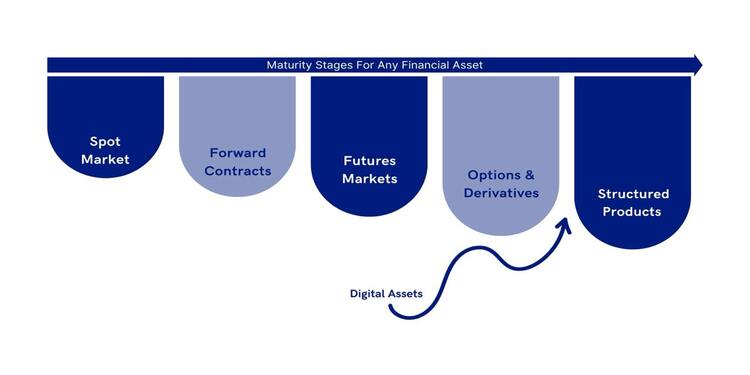 Maturity Stages For Any Financial Asset
Spot
Market
Forward
Contracts
Futures
Markets
Options &
Derivatives
Structured
Products
Digital Assets